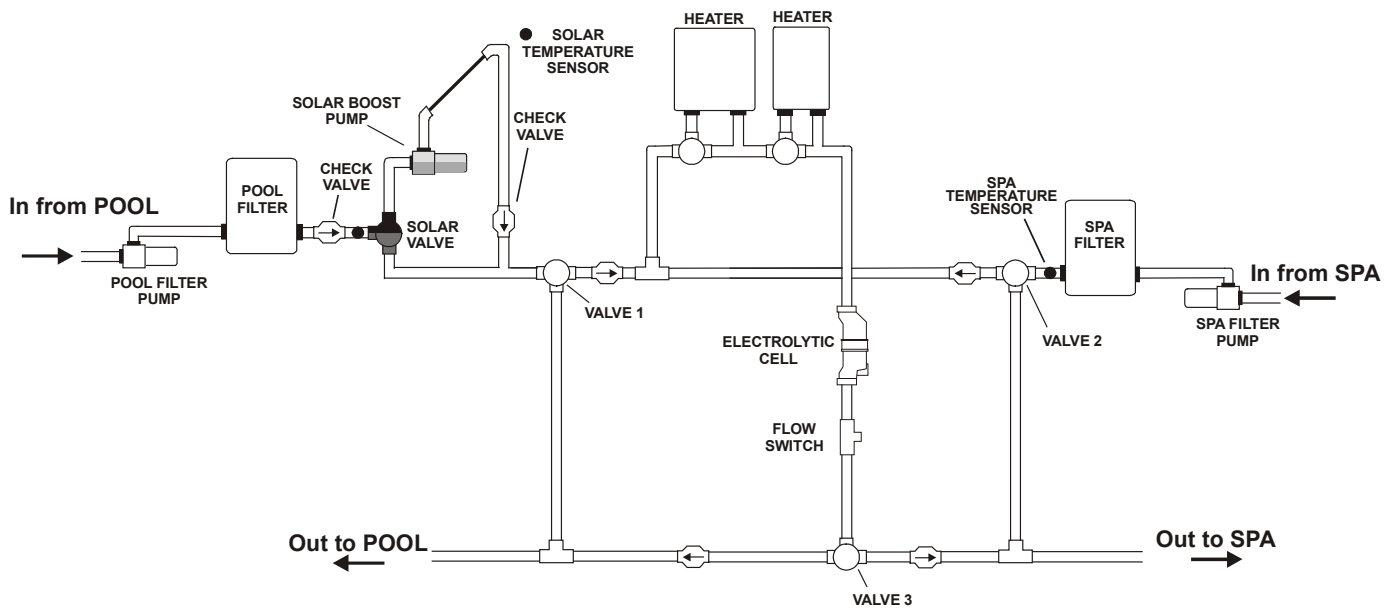 HEATER
HEATER
SOLAR
TEMPERATURE
SENSOR
SOLAR BOOST
PUMP
CHECK
VALVE
CHECK
VALVE
POOL
FILTER
In from POOL
SOLAR
VALVE
POOL FILTER
PUMP
VALVE 1
SPA
TEMPERATURE
SENSOR
SPA
FILTER
In from SPA
SPA FILTER
PUMP
VALVE 2
ELECTROLYTIC
CELL
FLOW
SWITCH
Out to POOL
Out to SPA
VALVE 3